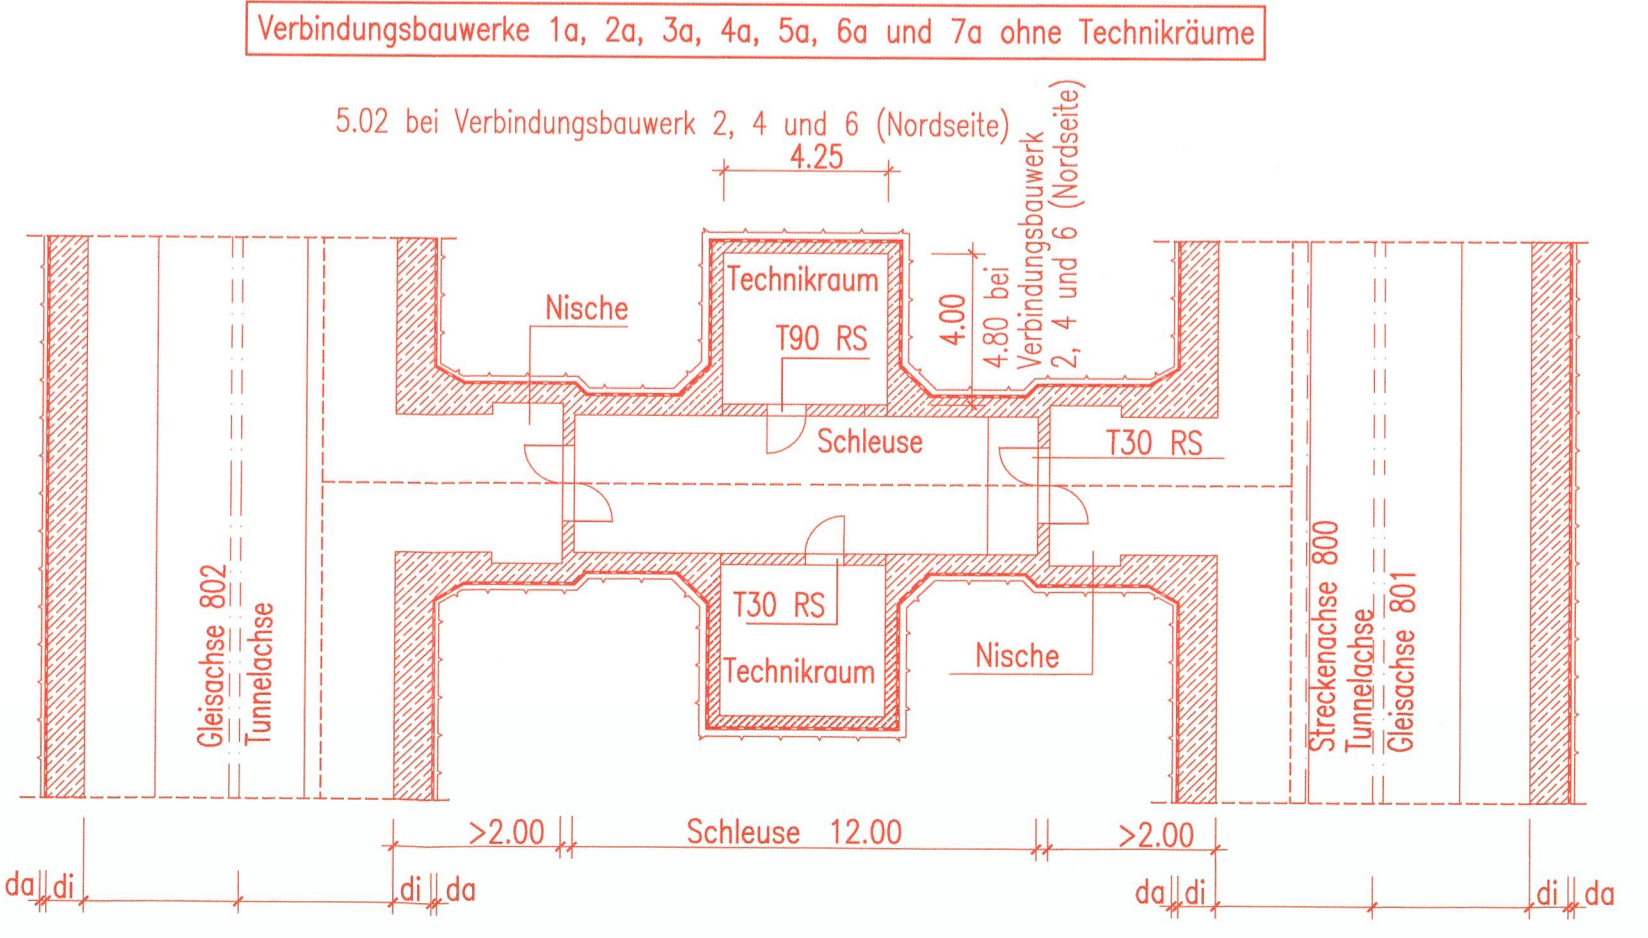 Verbindungsbauwerke 1a, 2a, 3a, 4a, 5a, 6a und 7a ohne Technikräume
5.02 bei Verbindungsbauwerk 2, 4 und 6 (Nordseite)
4.25
4.00
4.80 bei
Verbindungsbauwerk
2, 4 und 6 (Nordseite)
Technikraum
Nische
T90 RS
Schleuse
T30 RS
T30 RS
Technikraum
Nische
Gleisachse 802
Tunnelachse
Streckenachse 800
Tunnelachse
Gleisachse 801
>2.00
Schleuse 12.00
>2.00
da di
di da
da di
di da